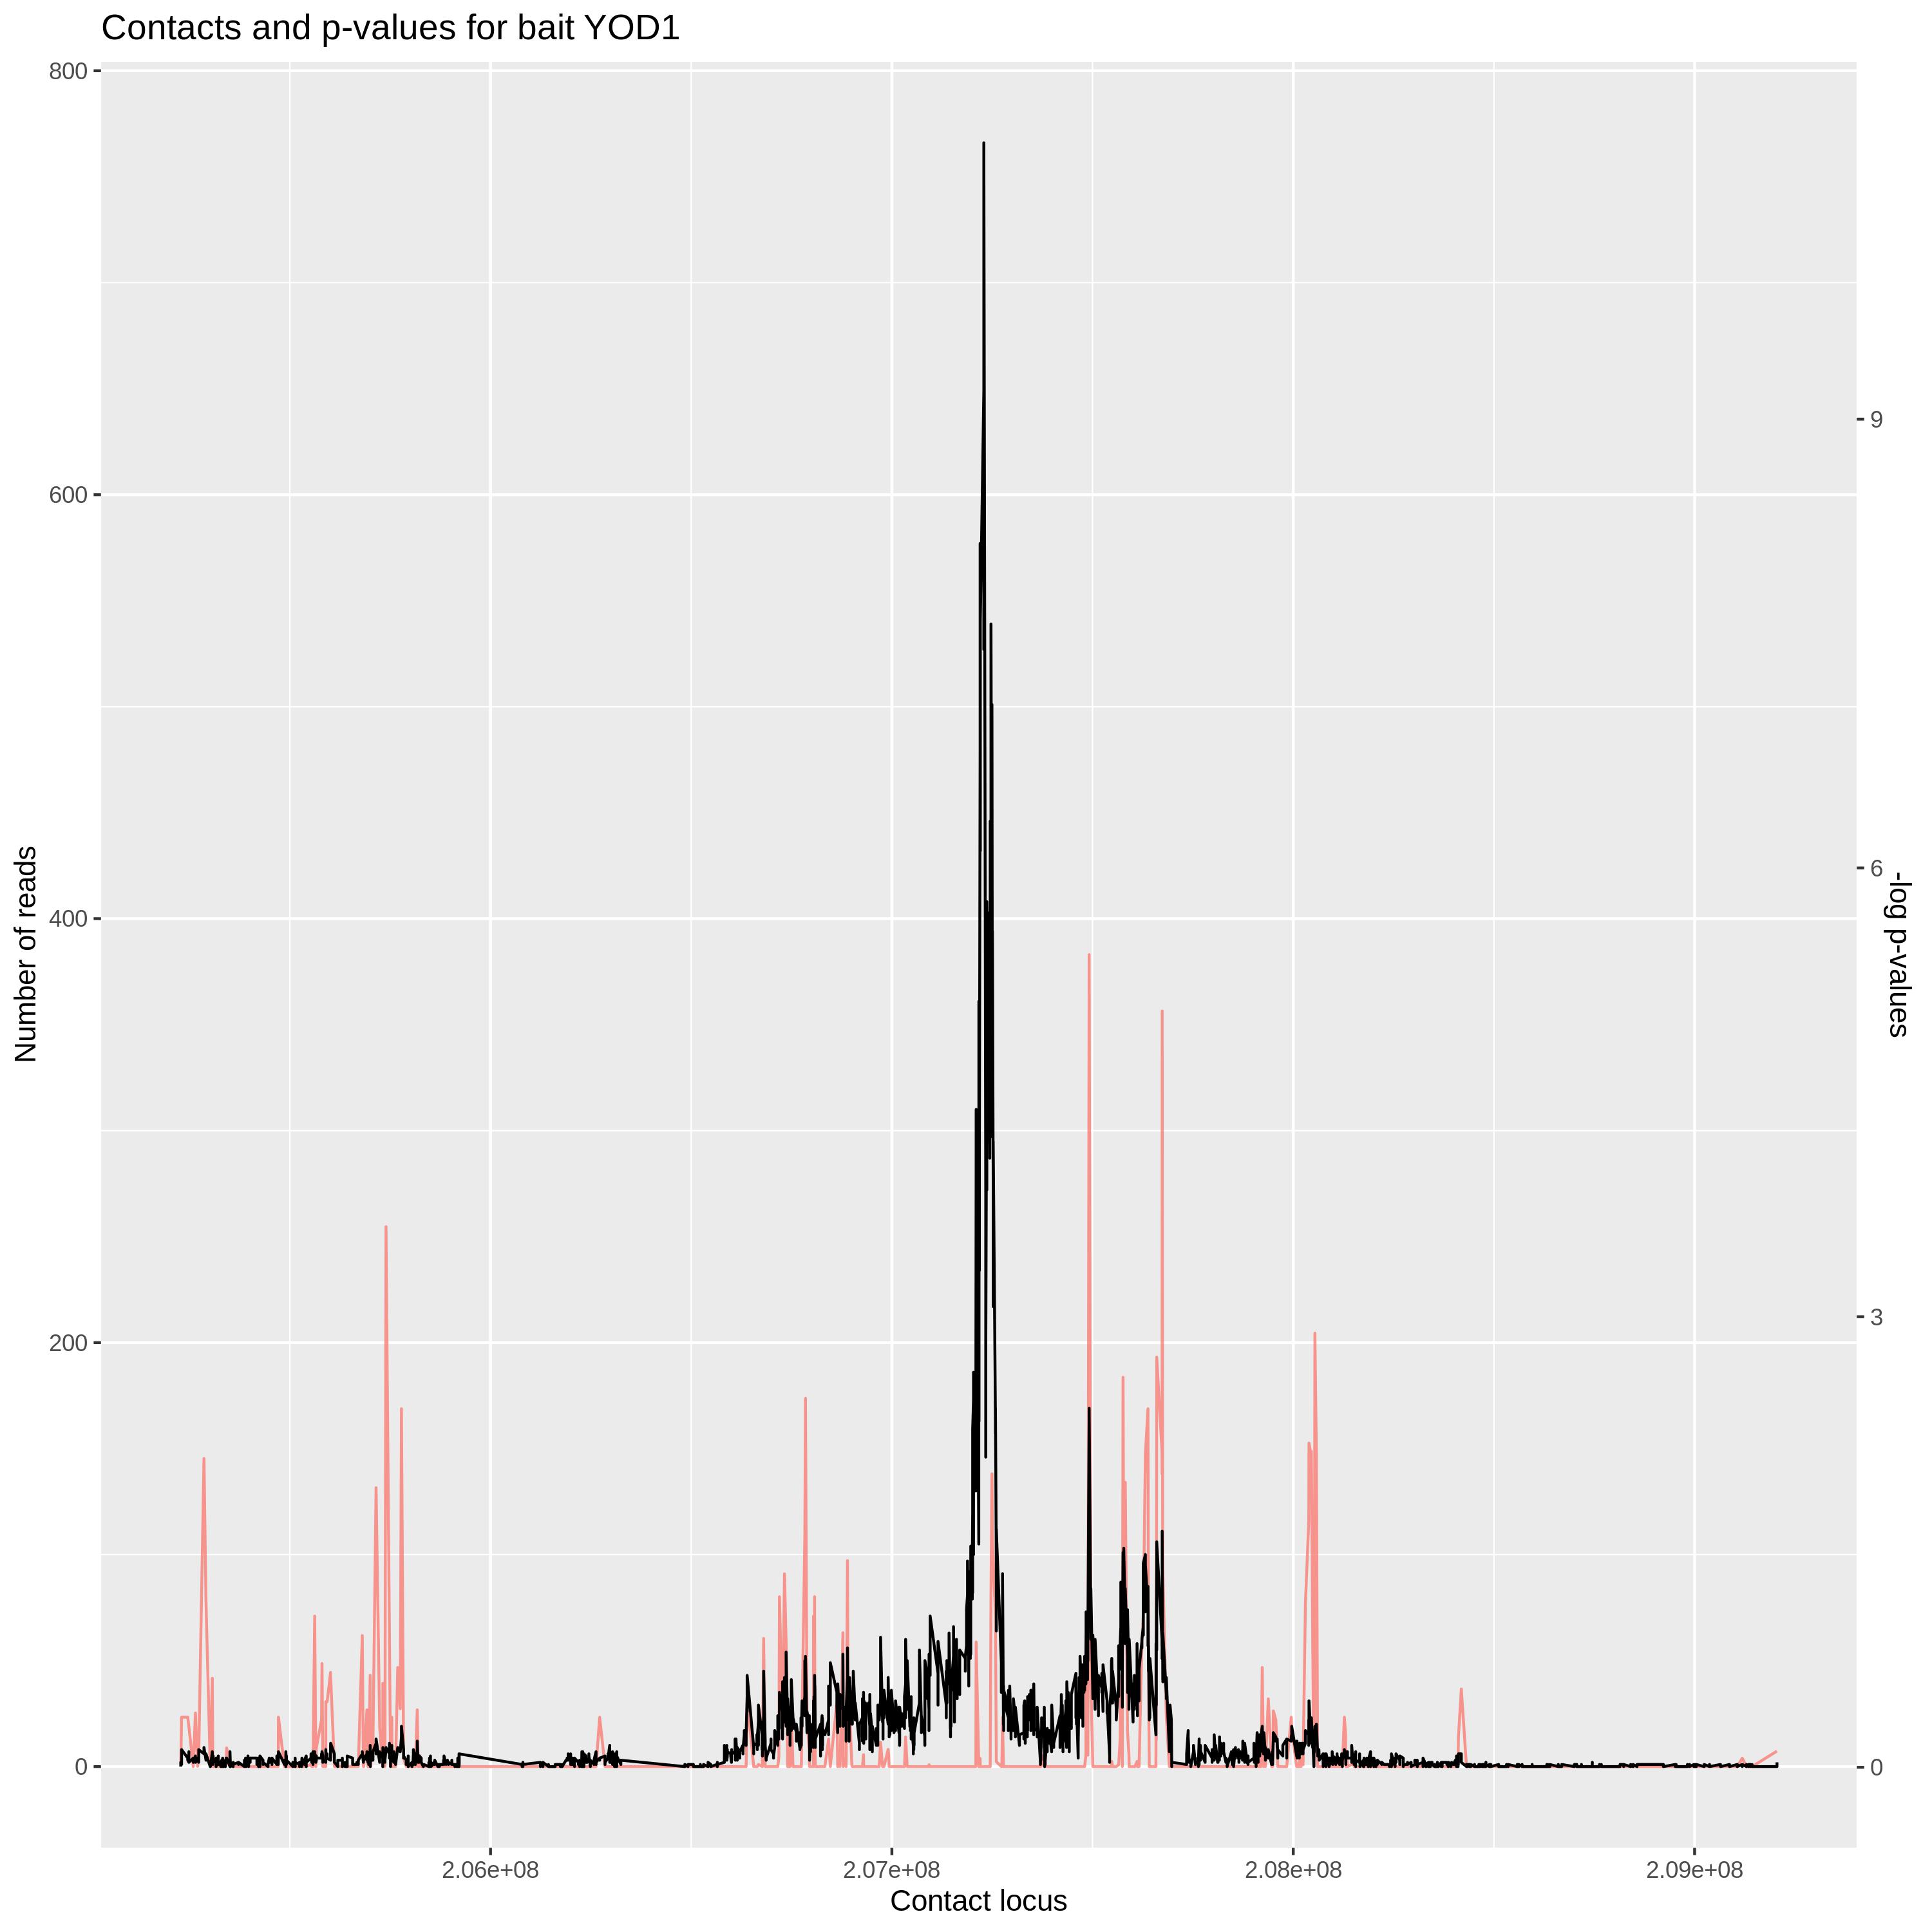 Contacts and p-values for bait YOD1
800
600
400
200
0
Number of reads
9
6
3
0
-log p-values
2.06e+08
2.07e+08
2.08e+08
2.09e+08
Contact locus